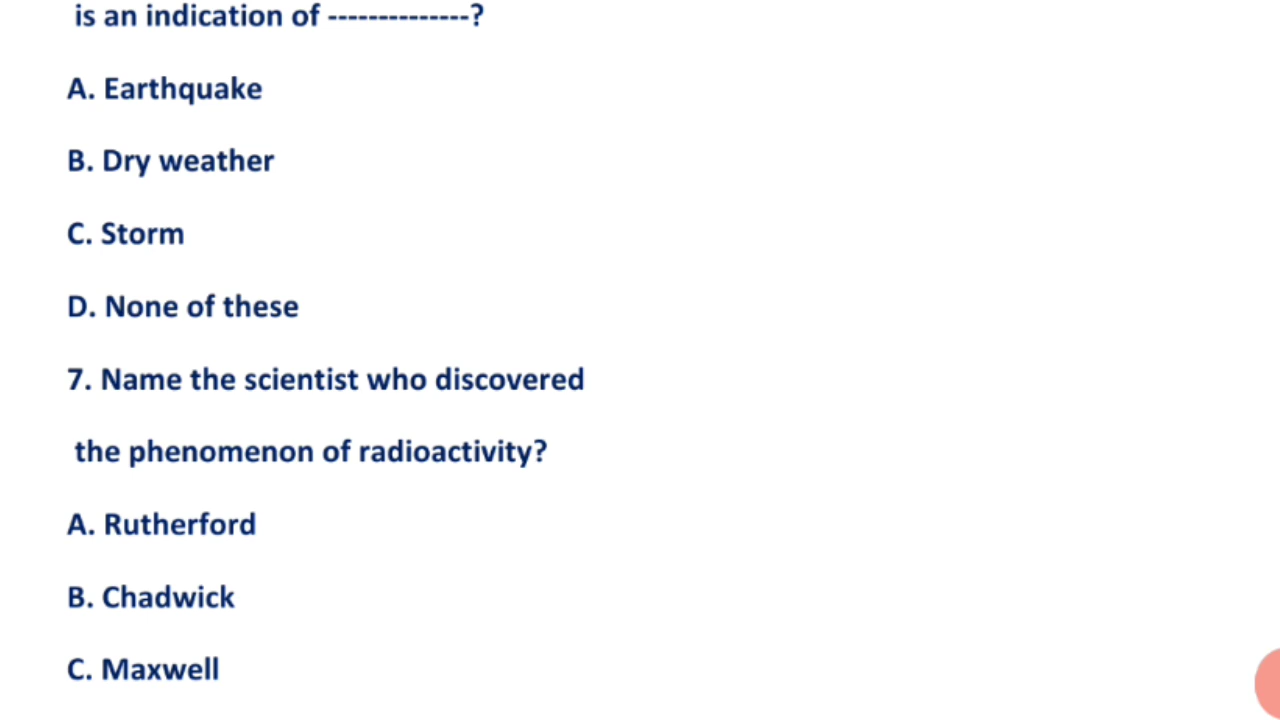 is an indication of --------------?
A. Earthquake
B. Dry weather
C. Storm
D. None of these
7. Name the scientist who discovered
the phenomenon of radioactivity?
A. Rutherford
B. Chadwick
C. Maxwell